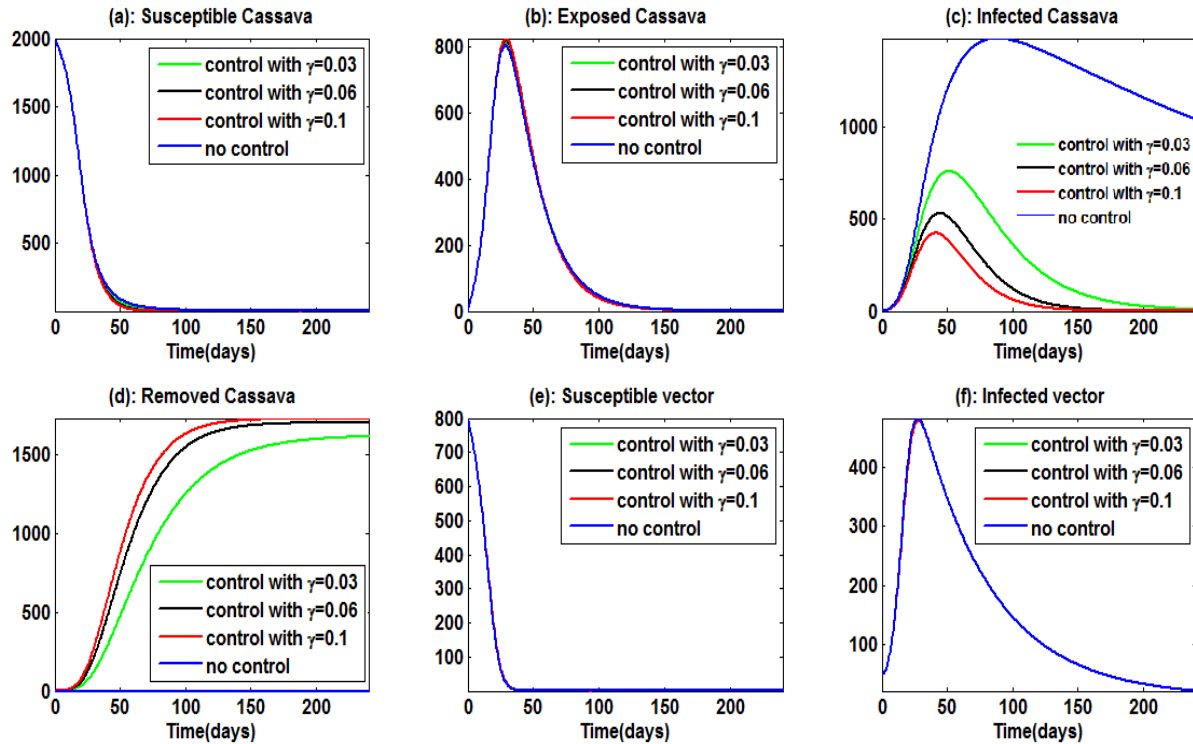 (a): Susceptible Cassava
2000
1500
1000
500
0
50
100
150
200
Time(days)
control with γ=0.03
control with γ=0.06
control with γ=0.1
no control
(b): Exposed Cassava
800
600
400
200
0
0
50
100
150
200
Time(days)
control with γ=0.03
control with γ=0.06
control with γ=0.1
no control
(c): Infected Cassava
1000
500
0
0
50
100
150
200
Time(days)
control with γ=0.03
control with γ=0.06
control with γ=0.1
no control
(d): Removed Cassava
1500
1000
500
0
0
50
100
150
200
Time(days)
control with γ=0.03
control with γ=0.06
control with γ=0.1
no control
(e): Susceptible vector
800
700
600
500
400
300
200
100
0
50
100
150
200
Time(days)
control with γ=0.03
control with γ=0.06
control with γ=0.1
no control
(f): Infected vector
400
300
200
100
0
50
100
150
200
Time(days)
control with γ=0.03
control with γ=0.06
control with γ=0.1
no control